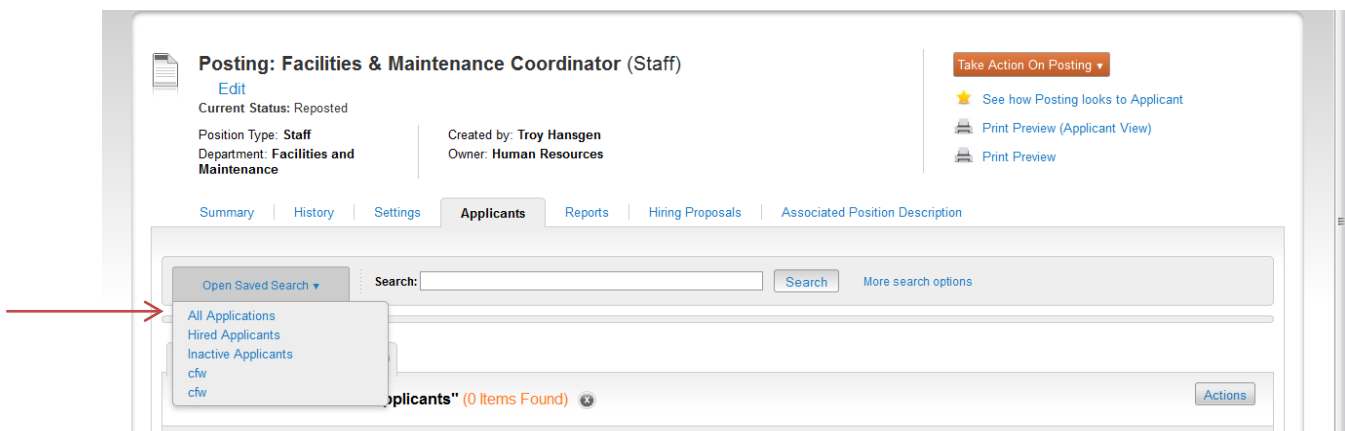 Posting: Facilities & Maintenance Coordinator (Staff)
Edit
Current Status: Reposted
Position Type: Staff
Department: Facilities and
Maintenance
Created by: Troy Hansgen
Owner: Human Resources
Take Action On Posting
See how Posting looks to Applicant
Print Preview (Applicant View)
Print Preview
Summary History Settings Applicants Reports Hiring Proposals Associated Position Description
Open Saved Search Search: Search More search options
All Applications
Hired Applicants
Inactive Applicants
cfw
cfw
(0 Items Found) Actions